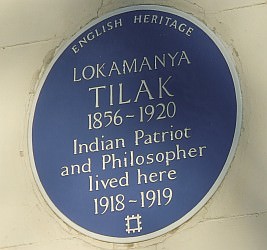 ENGLISH HERITAGE
LOKAMANYA
TILAK
1856~1920
Indian Patriot
and Philosopher
lived here
1918~1919